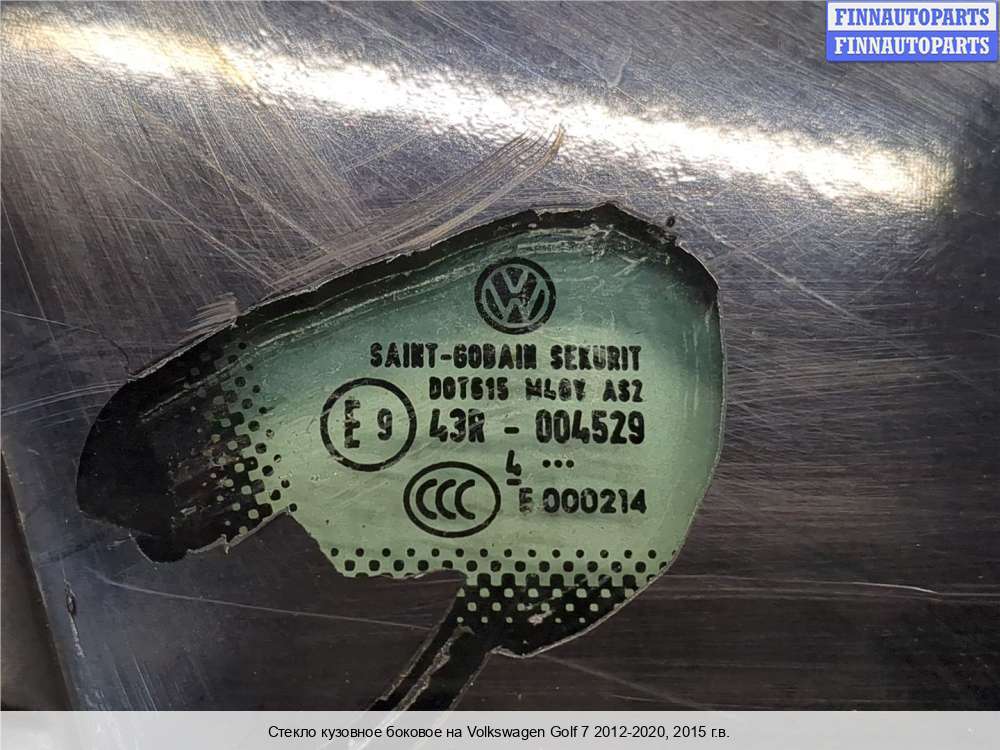 FINNAUTOPARTS
FINNAUTOPARTS
VW
SAINT-GOBAIN SEKURIT
DOT615 M40V AS2
E 9 43R - 004529
4 ...
CCC E 000214
Стекло кузовное боковое на Volkswagen Golf 7 2012-2020, 2015 г.в.